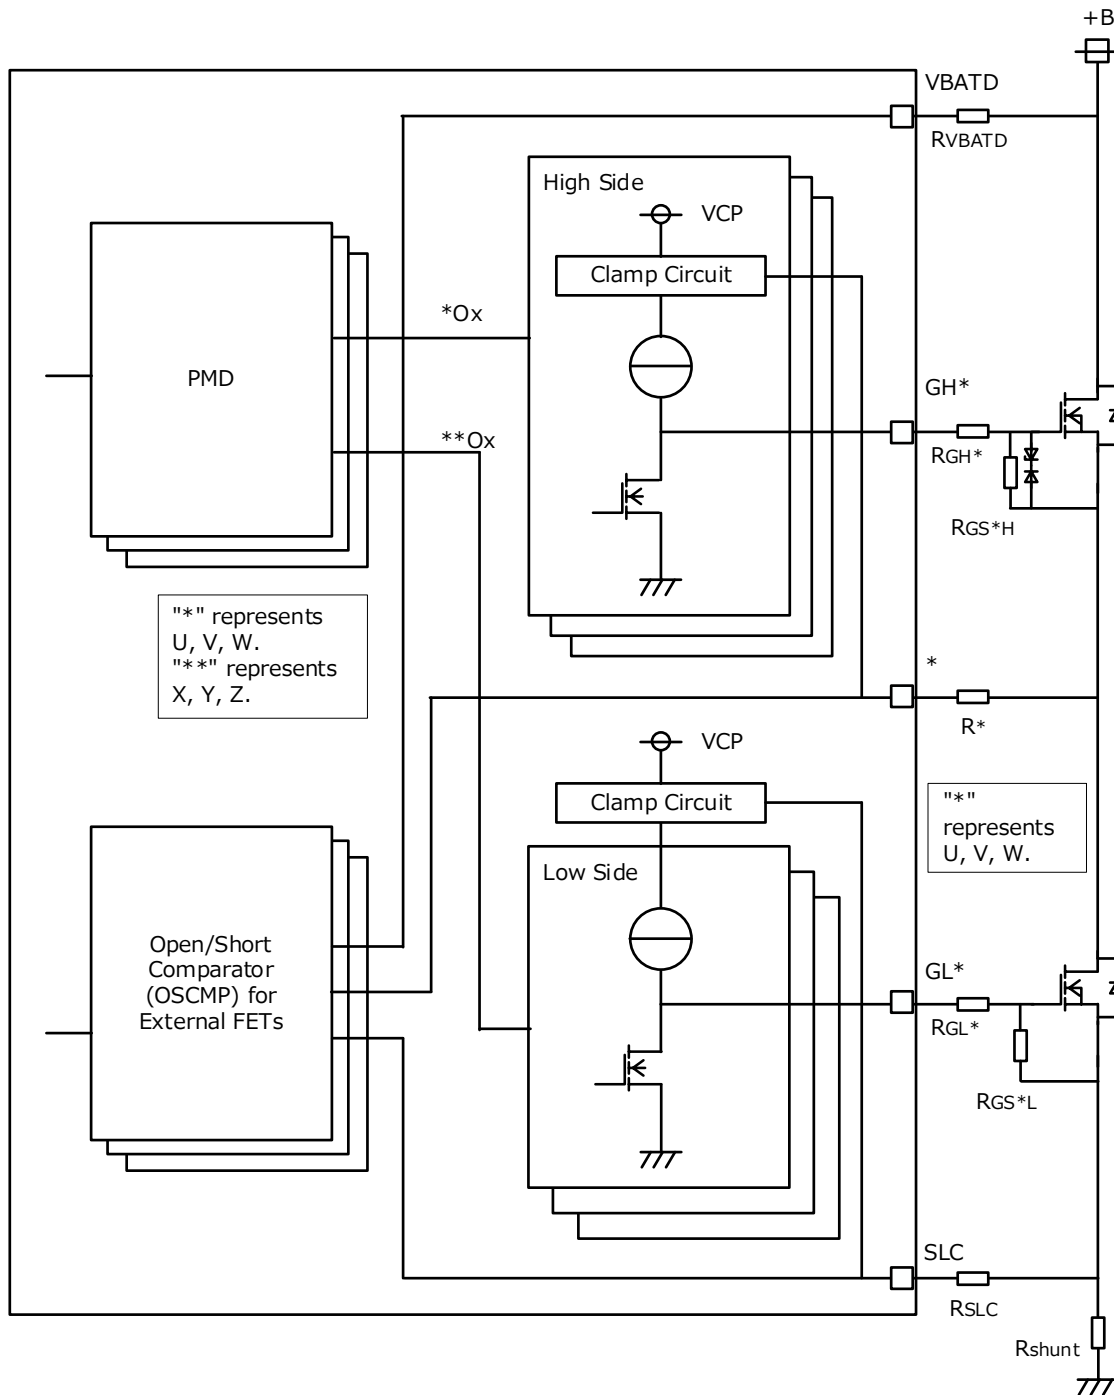 +B
VBATD
RVBATD
High Side
VCP
Clamp Circuit
*Ox
PMD
GH*
**Ox
RGH*
RGS*H
"*" represents
U, V, W.
"**" represents
X, Y, Z.
*
R*
VCP
Clamp Circuit
"*"
represents
U, V, W.
Low Side
Open/Short
Comparator
(OSCMP) for
External FETs
GL*
RGL*
RGS*L
SLC
RSLC
Rshunt